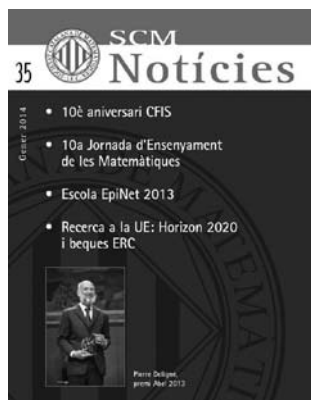 SCM
35 Notícies
Gener 2014
• 10è aniversari CFIS
• 10a Jornada d'Ensenyament
de les Matemàtiques
• Escola EpiNet 2013
• Recerca a la UE: Horizon 2020
i beques ERC
Pierre Deligne,
premi Abel 2013